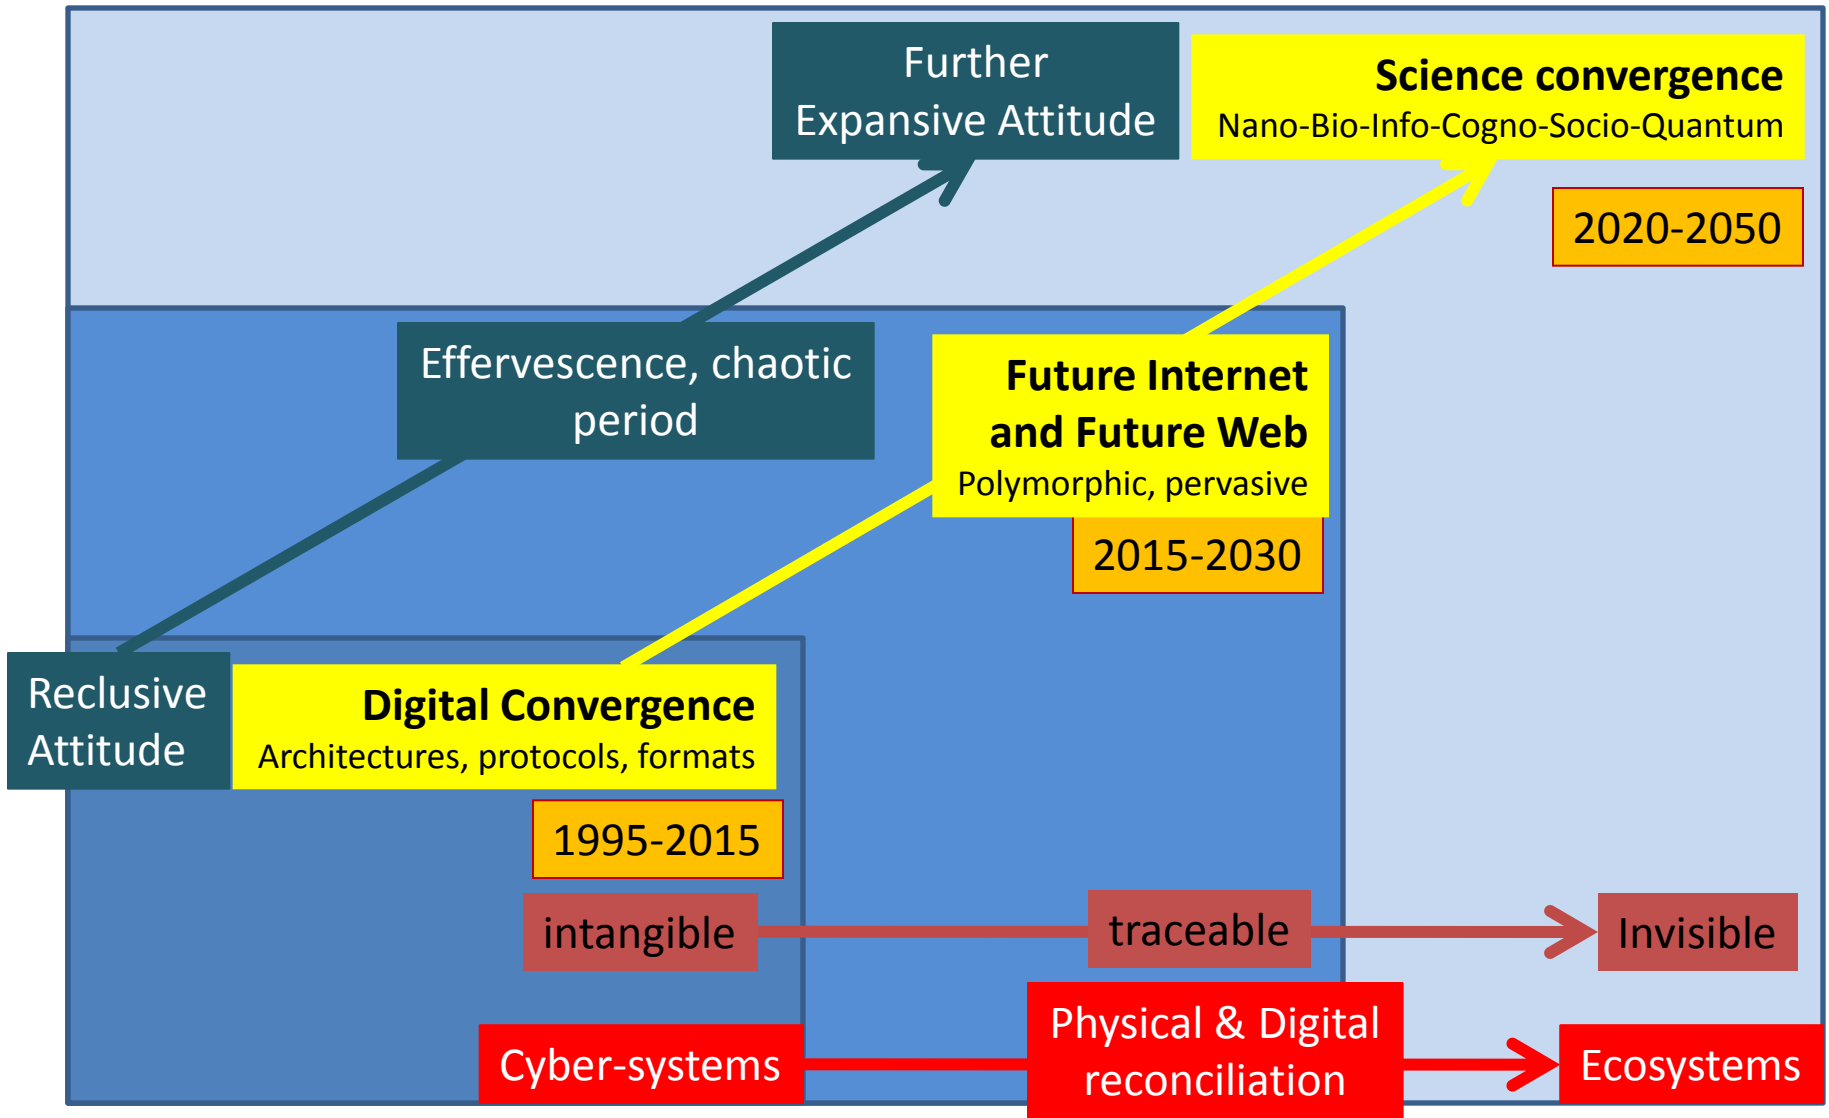 Further
Expansive Attitude
Science convergence
Nano-Bio-Info-Cogno-Socio-Quantum
2020-2050
Effervescence, chaotic
period
Future Internet
and Future Web
Polymorphic, pervasive
2015-2030
Reclusive
Attitude
Digital Convergence
Architectures, protocols, formats
1995-2015
intangible
traceable
Invisible
Cyber-systems
Physical & Digital
reconciliation
Ecosystems